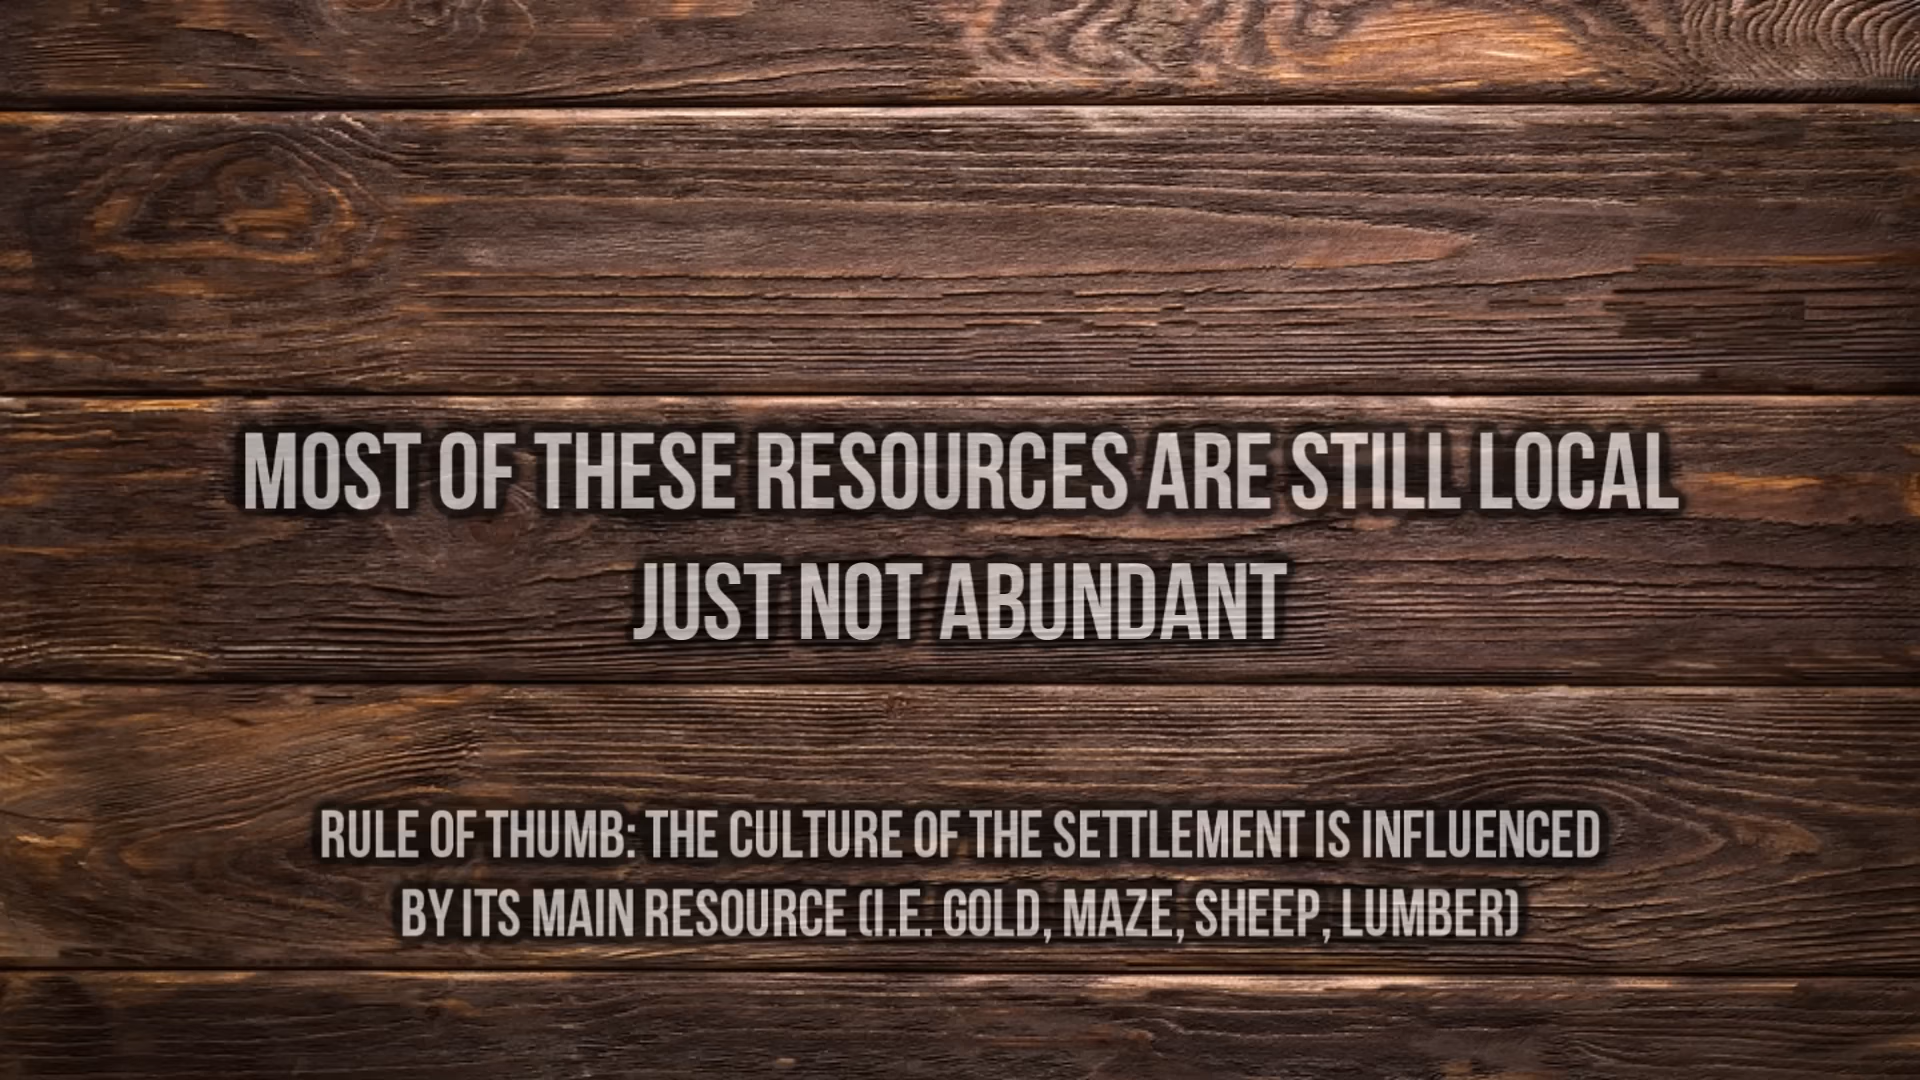 MOST OF THESE RESOURCES ARE STILL LOCAL
JUST NOT ABUNDANT
RULE OF THUMB: THE CULTURE OF THE SETTLEMENT IS INFLUENCED
BY ITS MAIN RESOURCE (I.E. GOLD, MAZE, SHEEP, LUMBER)